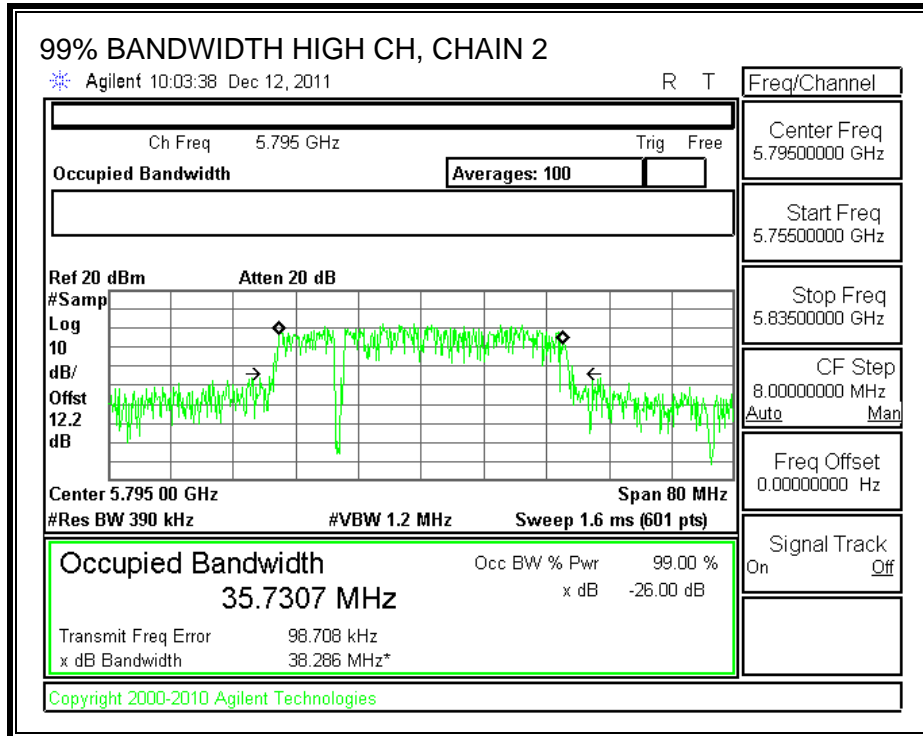 99% BANDWIDTH HIGH CH, CHAIN 2
Agilent 10:03:38 Dec 12, 2011 R T
Freq/Channel
Ch Freq 5.795 GHz Trig Free
Occupied Bandwidth Averages: 100
Center Freq
5.79500000 GHz
Start Freq
5.75500000 GHz
Stop Freq
5.83500000 GHz
CF Step
8.00000000 MHz
Auto Man
Freq Offset
0.00000000 Hz
Signal Track
On Off
Ref 20 dBm Atten 20 dB
#Samp
Log
10
dB/
Offst
12.2
dB
Center 5.795 00 GHz Span 80 MHz
#Res BW 390 kHz #VBW 1.2 MHz Sweep 1.6 ms (601 pts)
Occupied Bandwidth Occ BW % Pwr 99.00 %
35.7307 MHz x dB -26.00 dB
Transmit Freq Error 98.708 kHz
x dB Bandwidth 38.286 MHz*
Copyright 2000-2010 Agilent Technologies